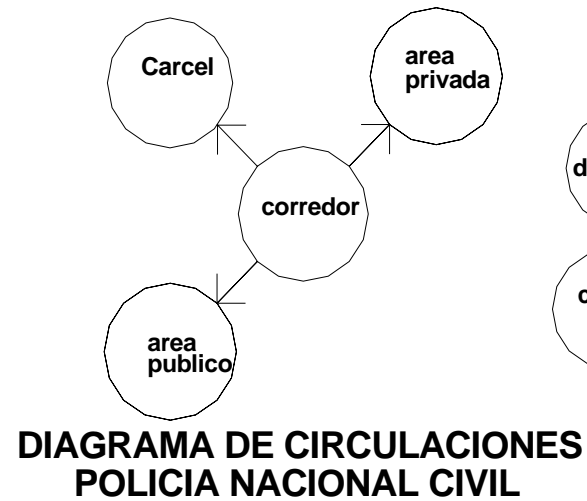 Carcel
area
privada
corredor
area
publico
DIAGRAMA DE CIRCULACIONES
POLICIA NACIONAL CIVIL